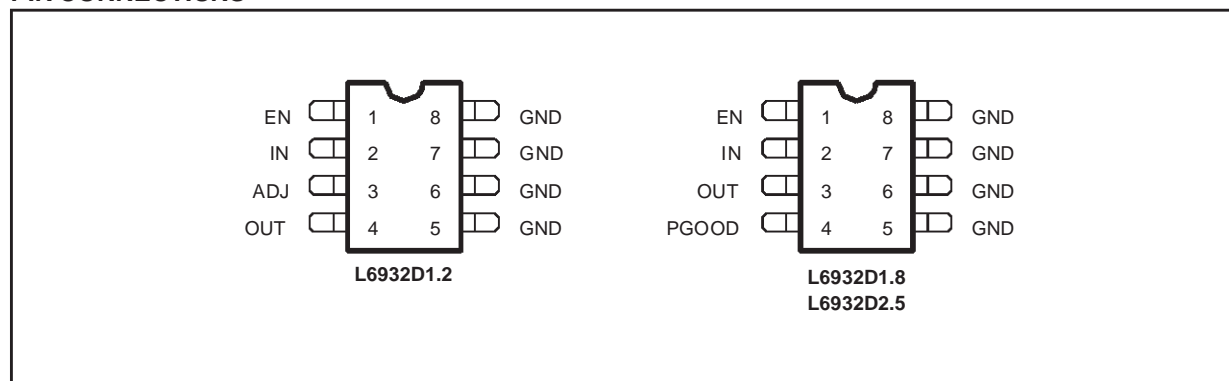 PIN CONNECTIONS
EN 1 8 GND
IN 2 7 GND
ADJ 3 6 GND
OUT 4 5 GND
L6932D1.2
EN 1 8 GND
IN 2 7 GND
OUT 3 6 GND
PGOOD 4 5 GND
L6932D1.8
L6932D2.5